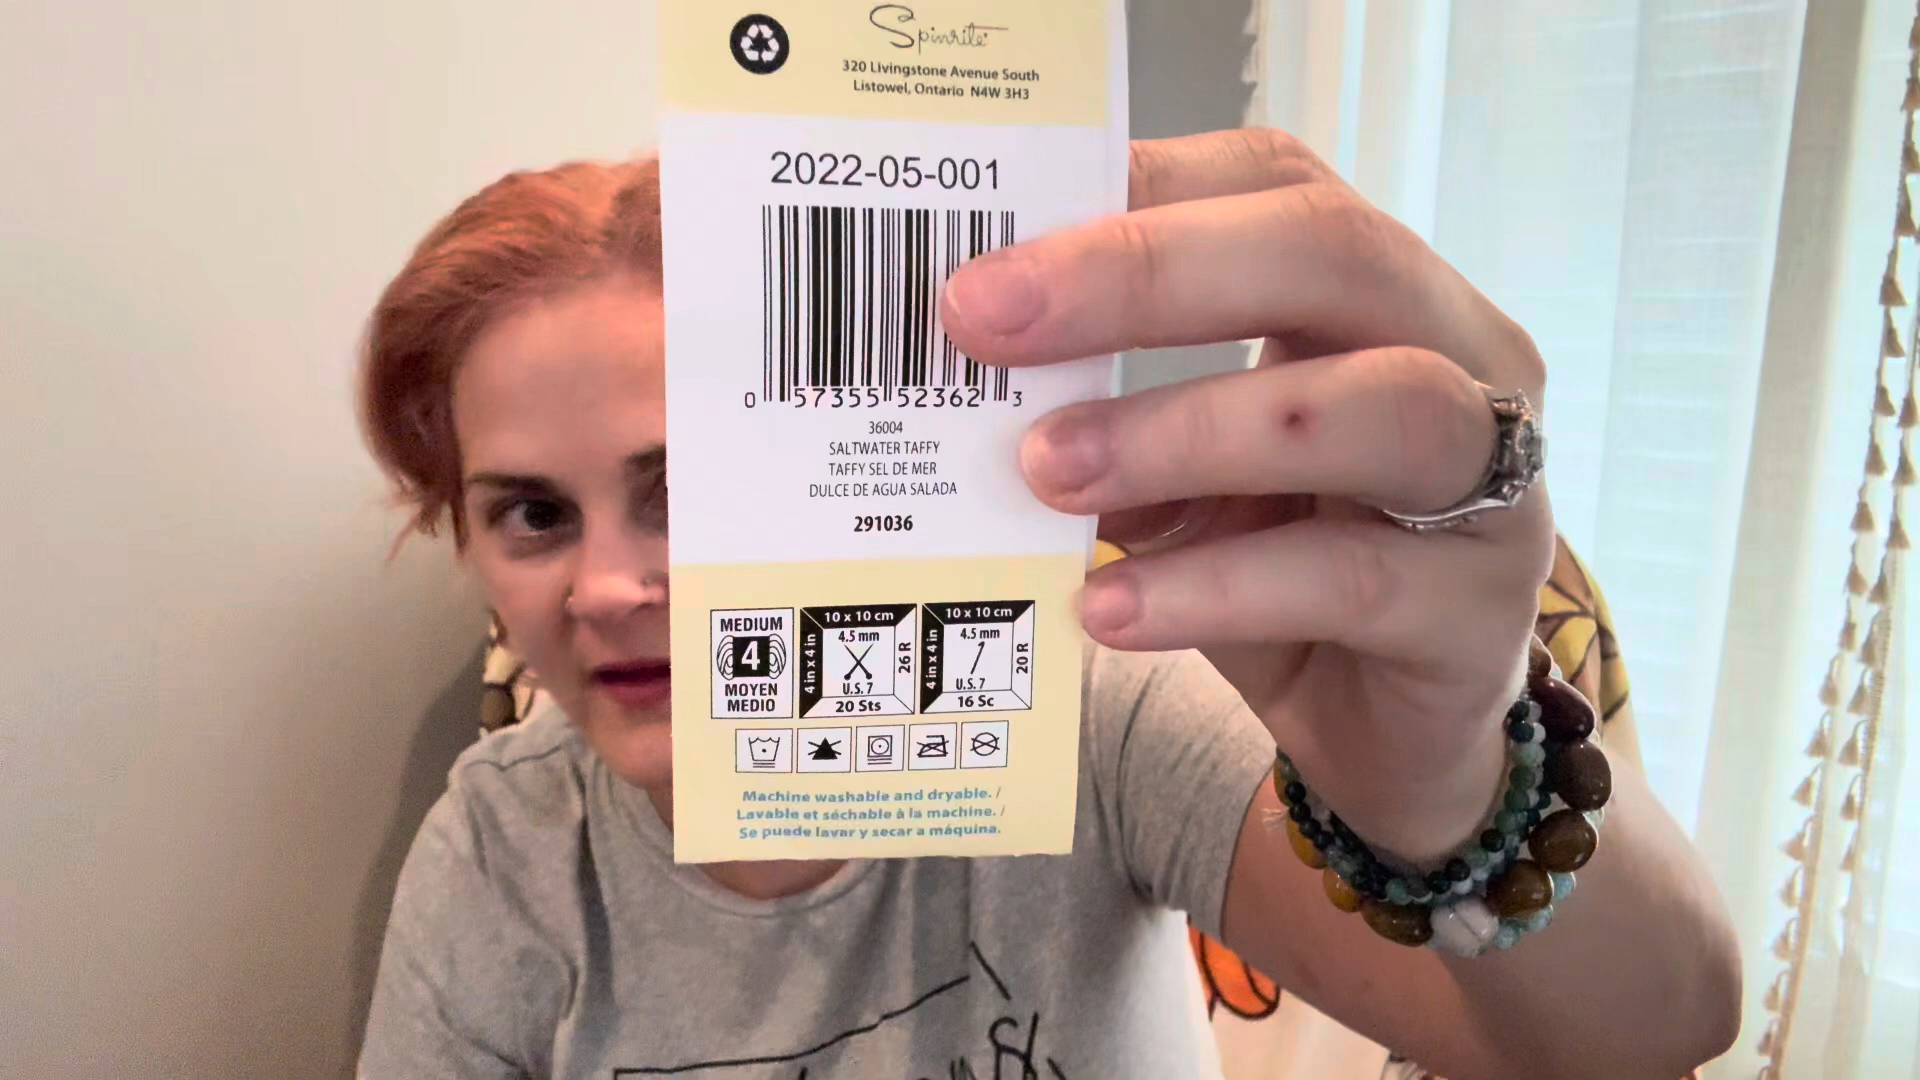 Spinrite
320 Livingstone Avenue South
Listowel, Ontario N4W 3H3
2022-05-001
0 57355 52362 3
36004
SALTWATER TAFFY
TAFFY SEL DE MER
DULCE DE AGUA SALADA
291036
MEDIUM
4
MOYEN
MEDIO
10 x 10 cm
4 in x 4 in
4.5 mm
U.S. 7
26 R
20 Sts
10 x 10 cm
4 in x 4 in
4.5 mm
U.S. 7
20 R
16 Sc
Machine washable and dryable. /
Lavable et séchable à la machine. /
Se puede lavar y secar a máquina.